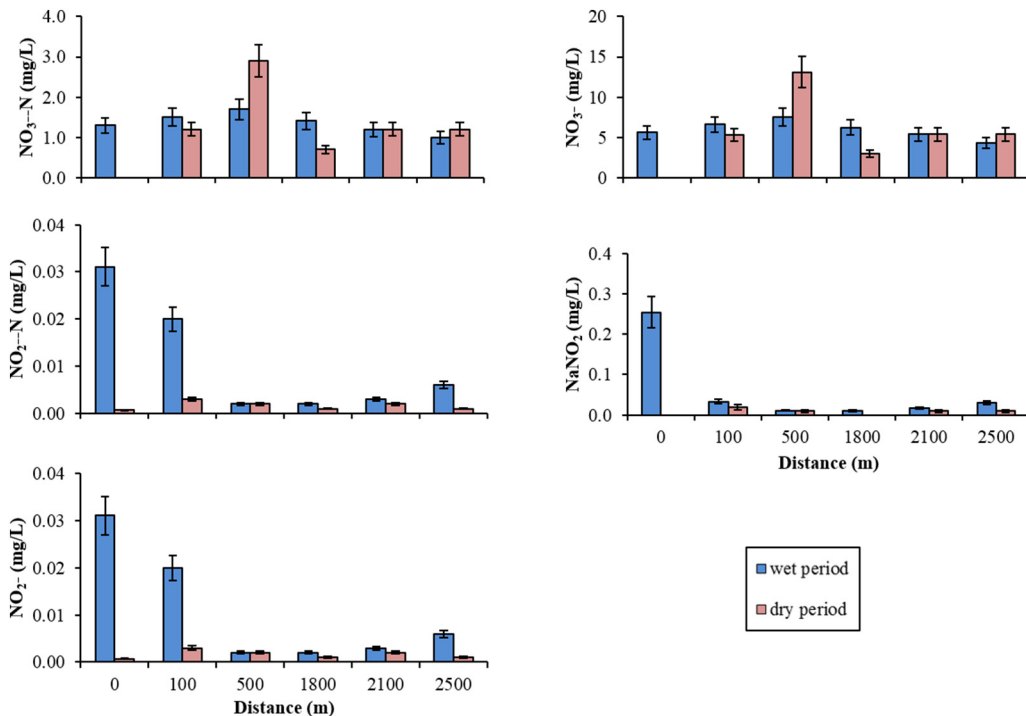 NO₃--N (mg/L)
4.0
3.0
2.0
1.0
0.0
NO₃- (mg/L)
20
15
10
5
0
NO₂--N (mg/L)
0.04
0.03
0.02
0.01
0.00
NaNO₂ (mg/L)
0.4
0.3
0.2
0.1
0.0
0 100 500 1800 2100 2500
Distance (m)
NO₂- (mg/L)
0.04
0.03
0.02
0.01
0.00
0 100 500 1800 2100 2500
Distance (m)
wet period
dry period